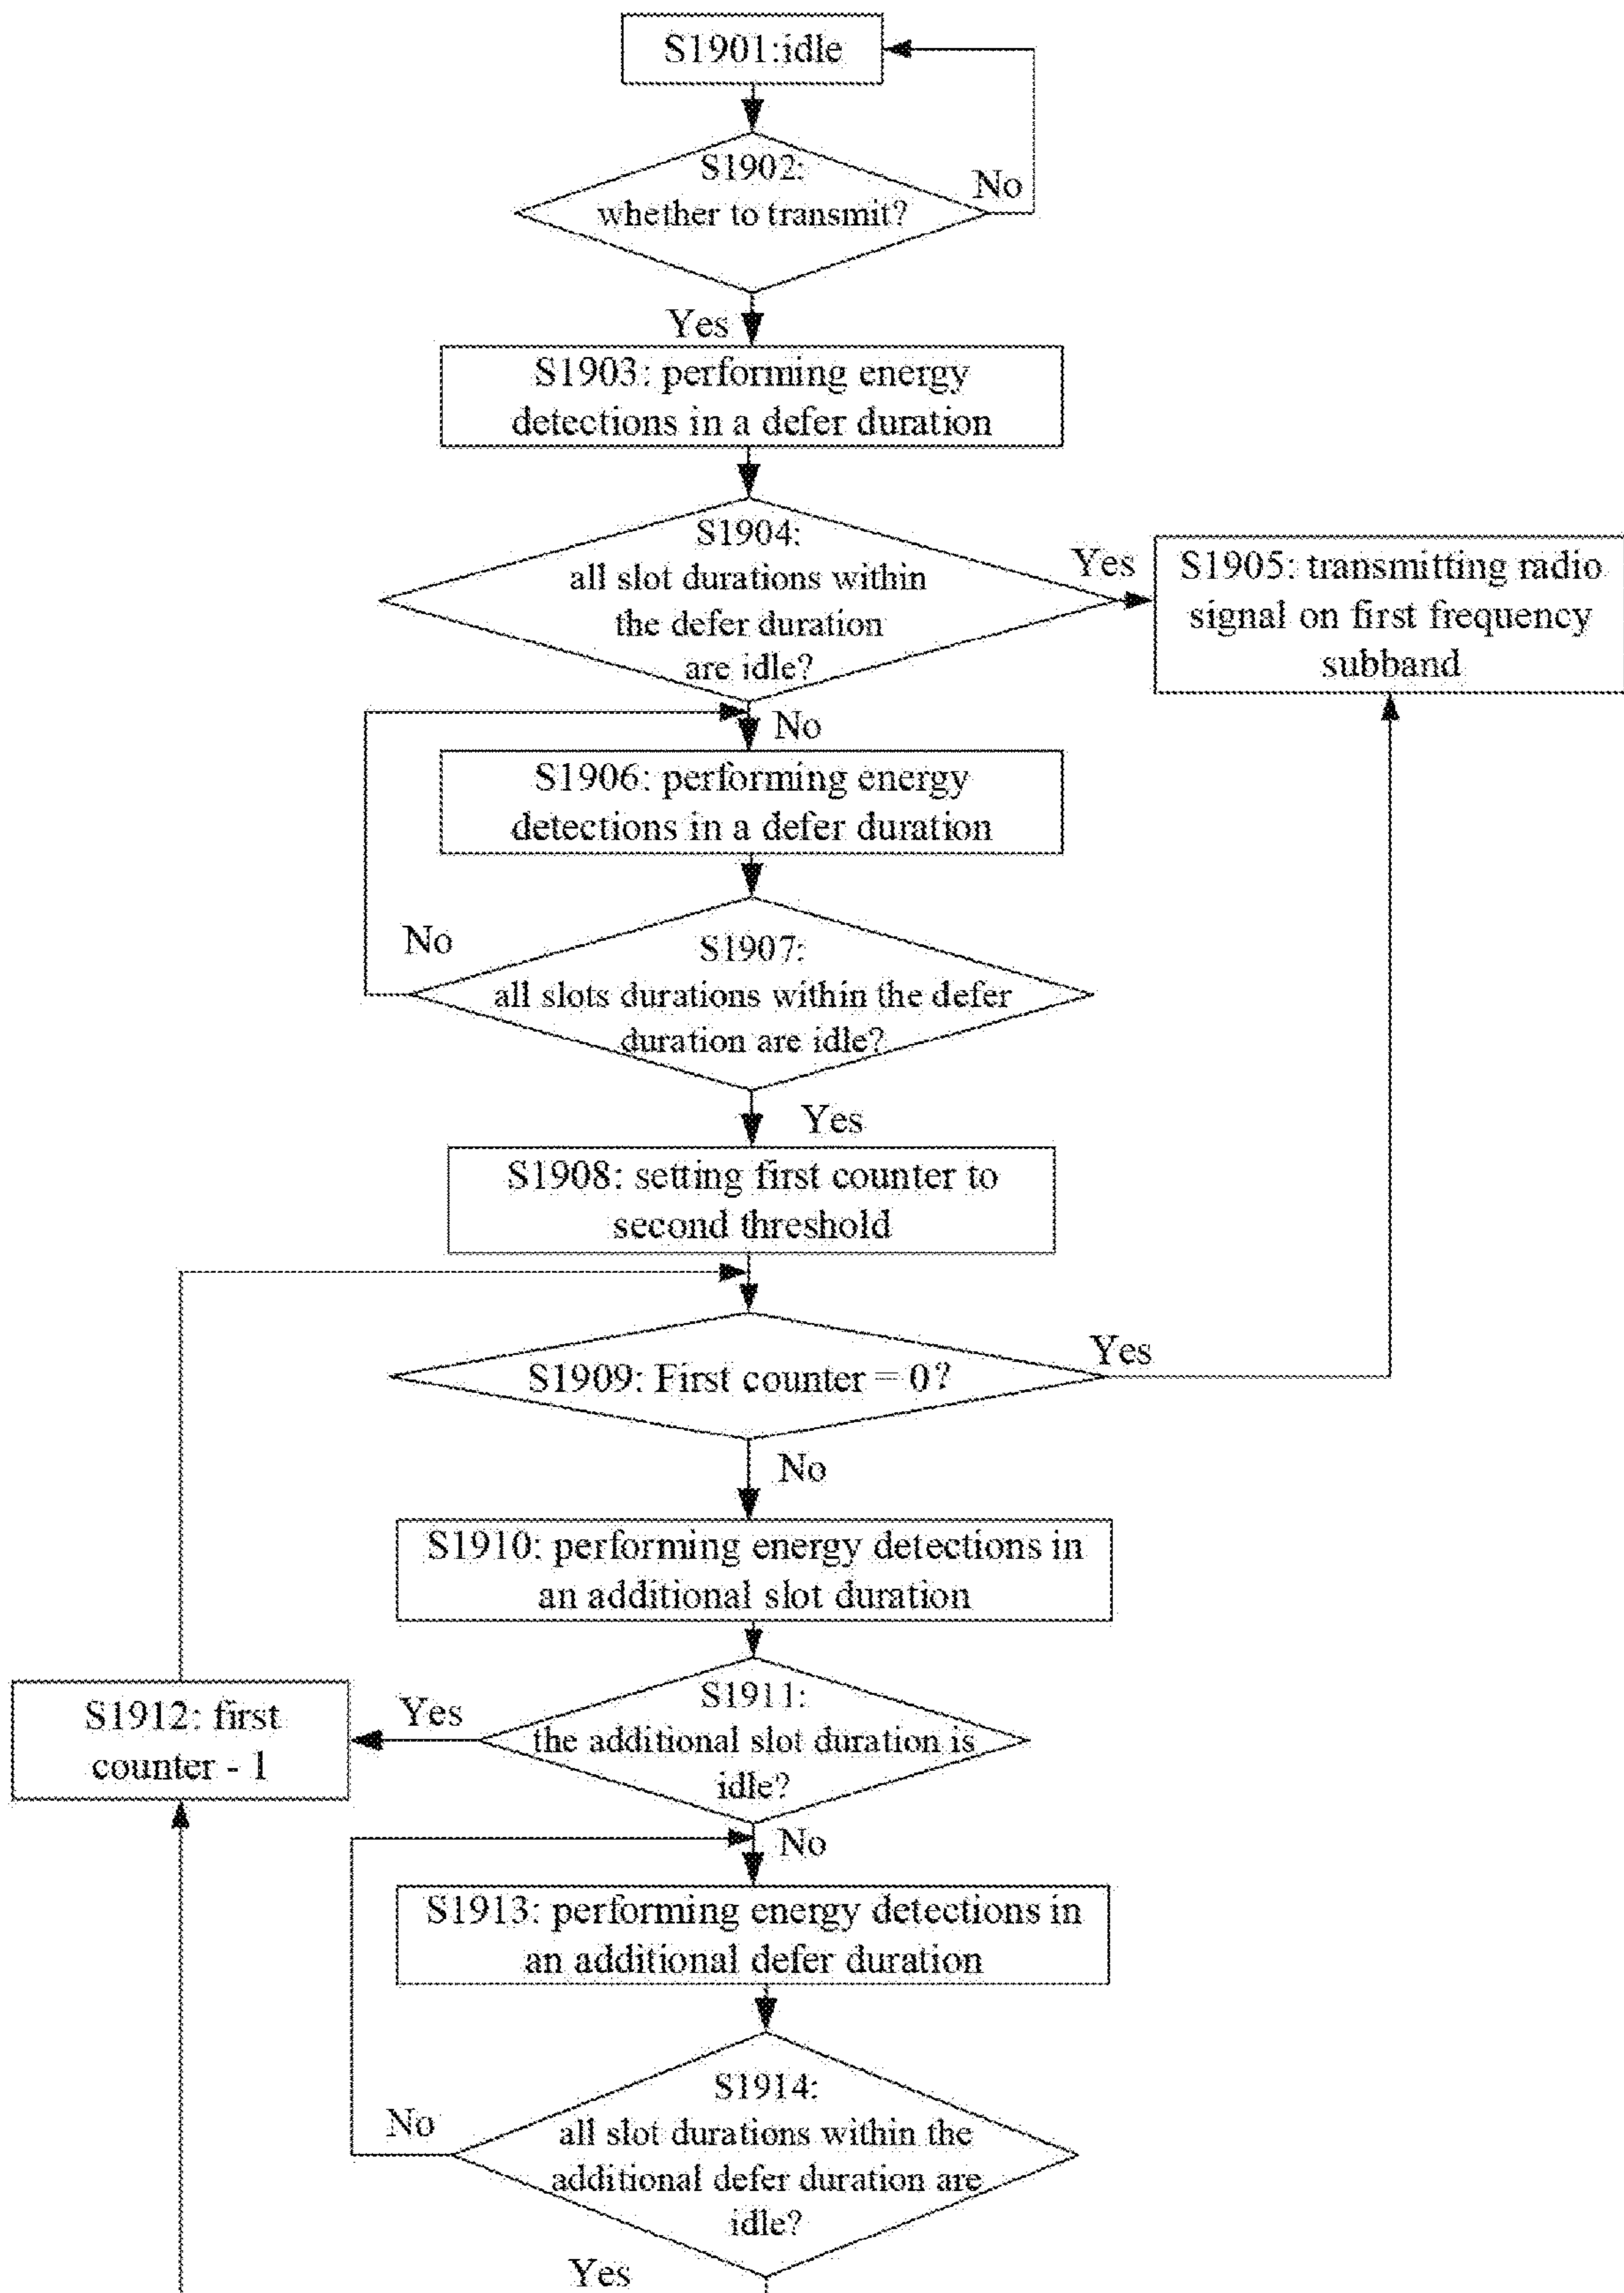 S1901:idle
S1902:
whether to transmit?
No
Yes
S1903: performing energy
detections in a defer duration
S1904:
all slot durations within
the defer duration
are idle?
Yes
S1905: transmitting radio
signal on first frequency
subband
No
S1906: performing energy
detections in a defer duration
No
S1907:
all slots durations within the defer
duration are idle?
Yes
S1908: setting first counter to
second threshold
S1909: First counter = 0?
Yes
No
S1910: performing energy detections in
an additional slot duration
S1911:
the additional slot duration is
idle?
Yes
S1912: first
counter - 1
No
S1913: performing energy detections in
an additional defer duration
S1914:
all slot durations within the
additional defer duration are
idle?
No
Yes